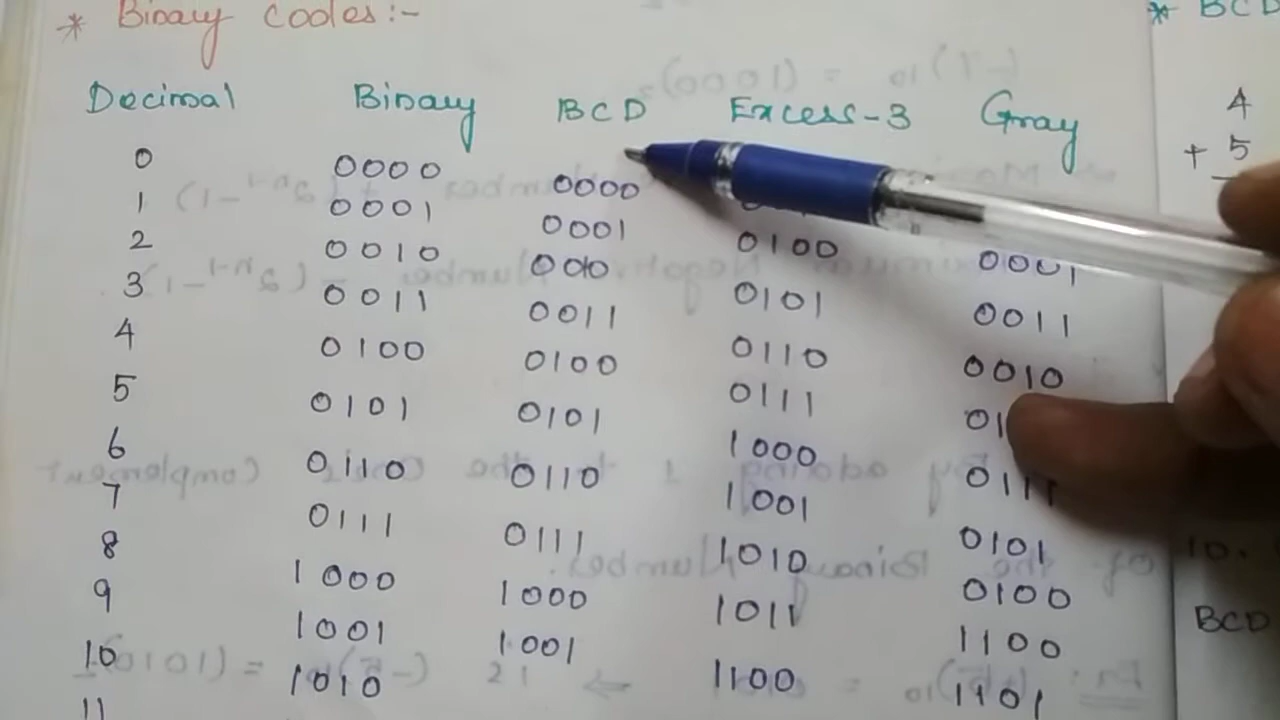 * Binary Codes:-
* BCD
Decimal Binary BCD Excess-3 Gray
0 0000 0000
1 0001 0001 0100 0001
2 0010 0010 0101 0011
3 0011 0011 0110 0010
4 0100 0100 0111
5 0101 0101 1000 0111
6 0110 0110 1001 0101
7 0111 0111 1010 0100
8 1000 1000 1011 1100
9 1001 1001 1100 1101
10 1010
11
4
+ 5
10.
BCD